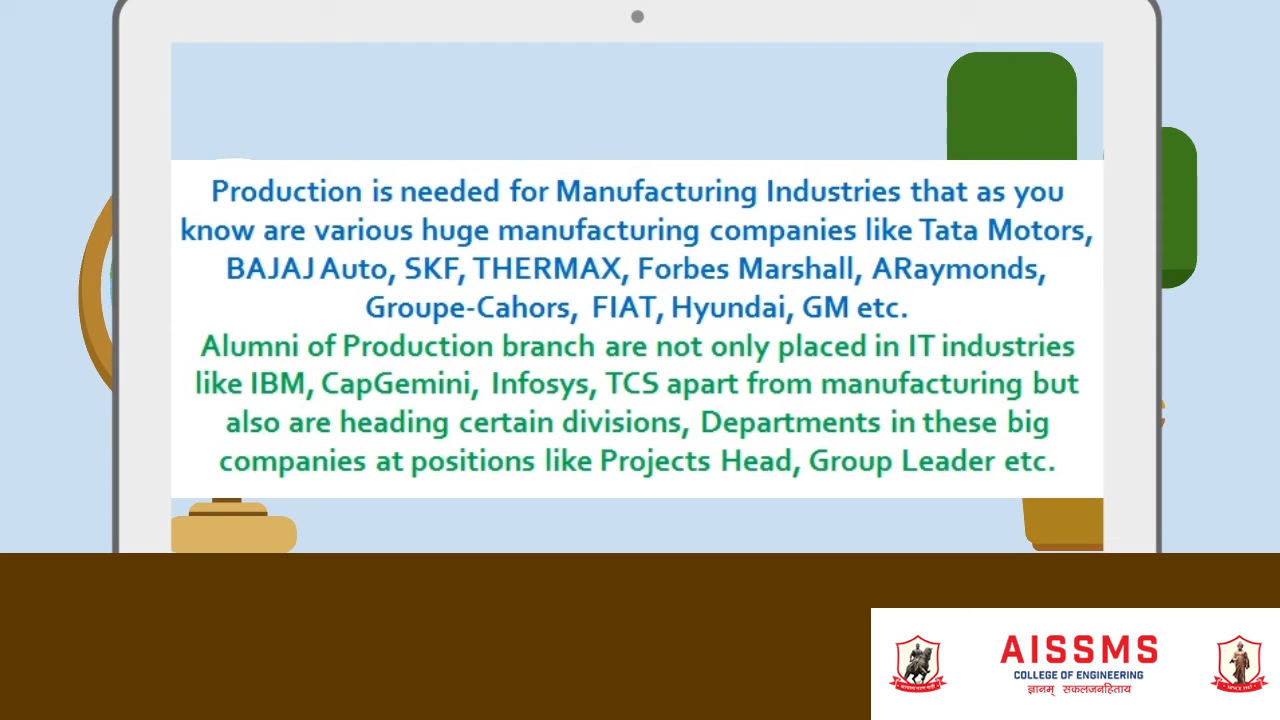 Production is needed for Manufacturing Industries that as you
know are various huge manufacturing companies like Tata Motors,
BAJAJ Auto, SKF, THERMAX, Forbes Marshall, ARaymonds,
Groupe-Cahors, FIAT, Hyundai, GM etc.
Alumni of Production branch are not only placed in IT industries
like IBM, CapGemini, Infosys, TCS apart from manufacturing but
also are heading certain divisions, Departments in these big
companies at positions like Projects Head, Group Leader etc.
AISSMS
COLLEGE OF ENGINEERING
ज्ञानम् सकलजनहिताय
SINCE 1917